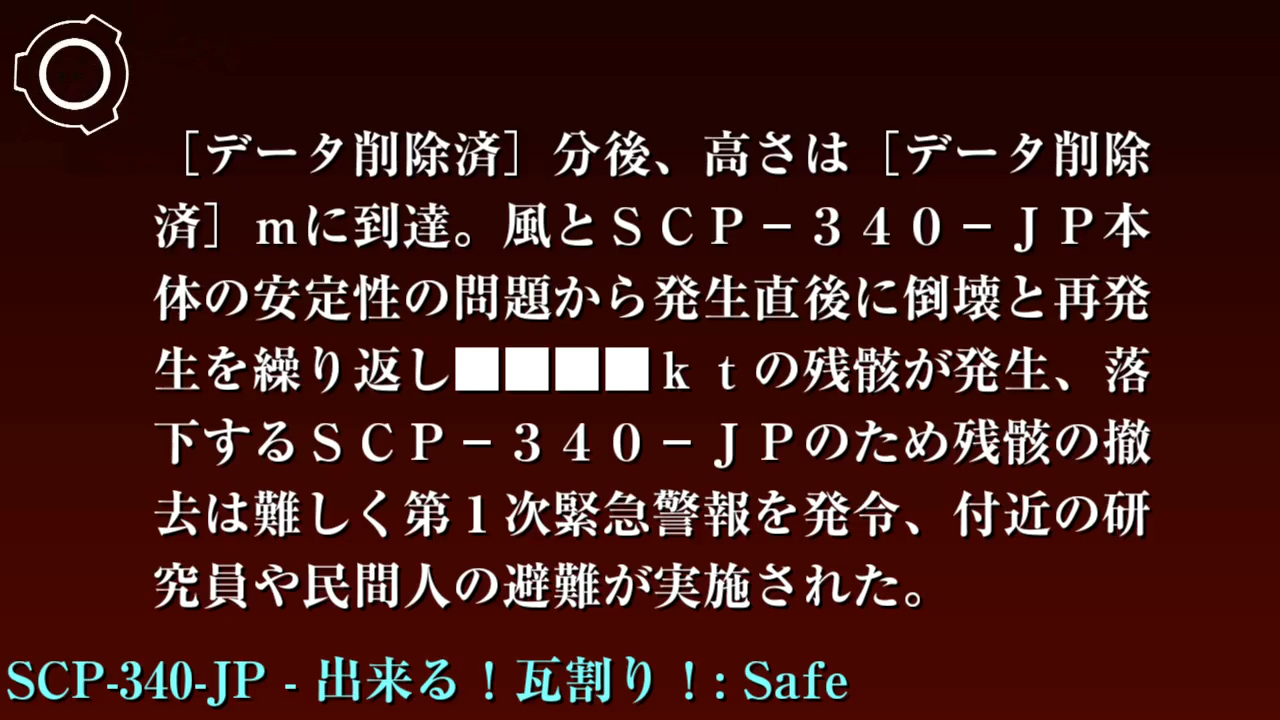 ［データ削除済］分後、高さは［データ削除
済］ｍに到達。風とＳＣＰ－３４０－ＪＰ本
体の安定性の問題から発生直後に倒壊と再発
生を繰り返し■■■■ｋｔの残骸が発生、落
下するＳＣＰ－３４０－ＪＰのため残骸の撤
去は難しく第１次緊急警報を発令、付近の研
究員や民間人の避難が実施された。
SCP-340-JP - 出来る！瓦割り！: Safe